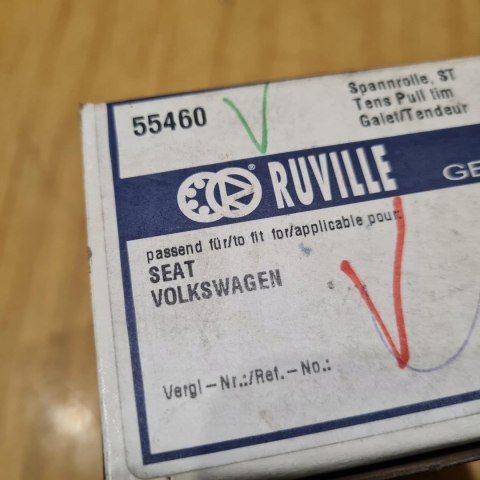 55460
Spannrolle, ST
Tens Pull tim
Galet/Tendeur
® RUVILLE
GE
passend für/to fit for/applicable pour:
SEAT
VOLKSWAGEN
Vergl-Nr.:/Ref.-No.: